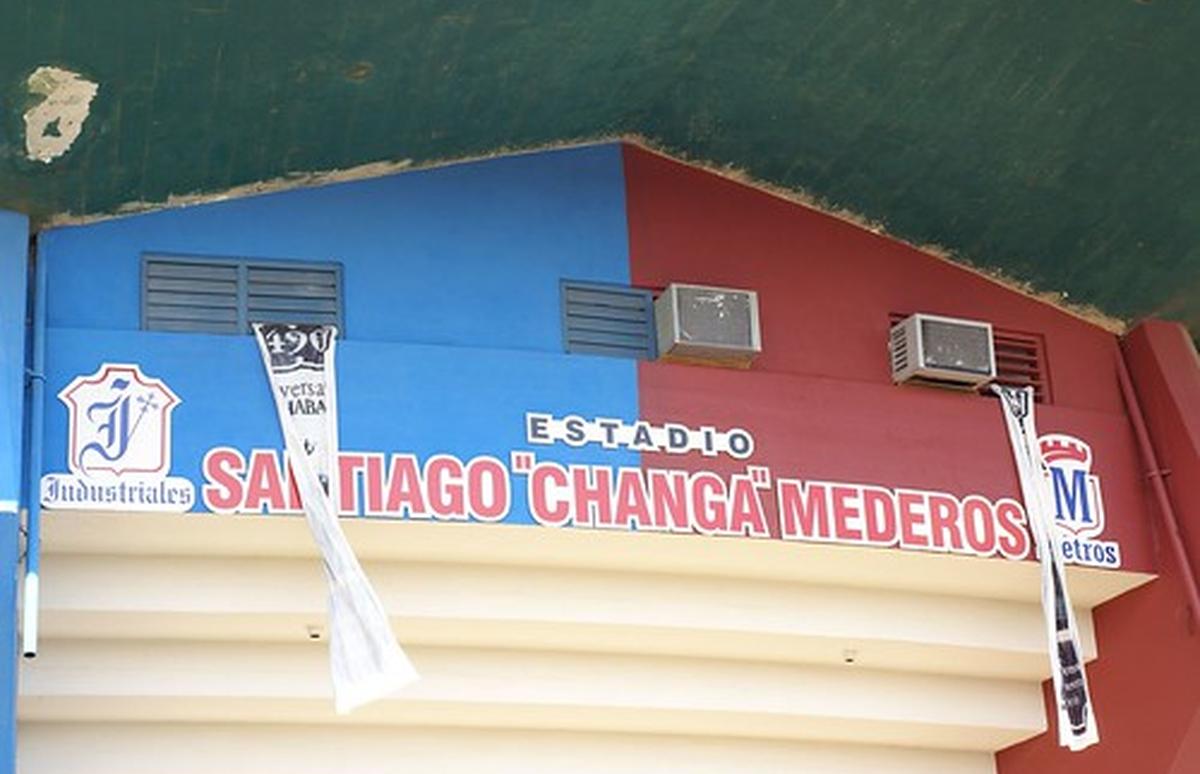 490
ESTADIO
SANTIAGO "CHANGA" MEDEROS
Industriales
M